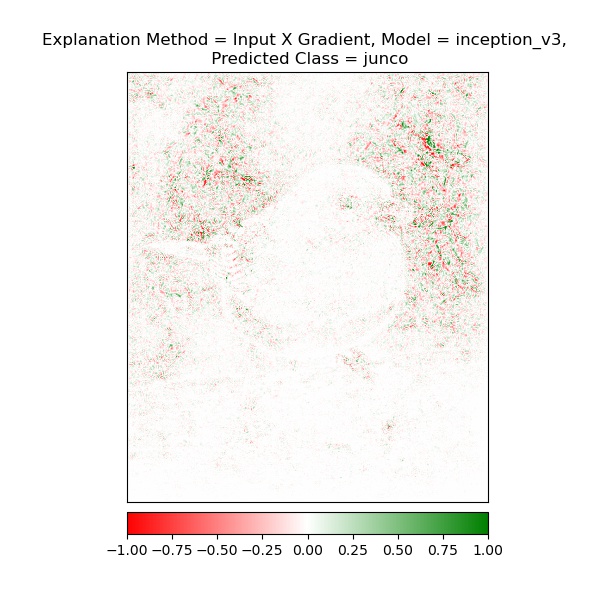 Explanation Method = Input X Gradient, Model = inception_v3,
Predicted Class = junco
−1.00 −0.75 −0.50 −0.25 0.00 0.25 0.50 0.75 1.00